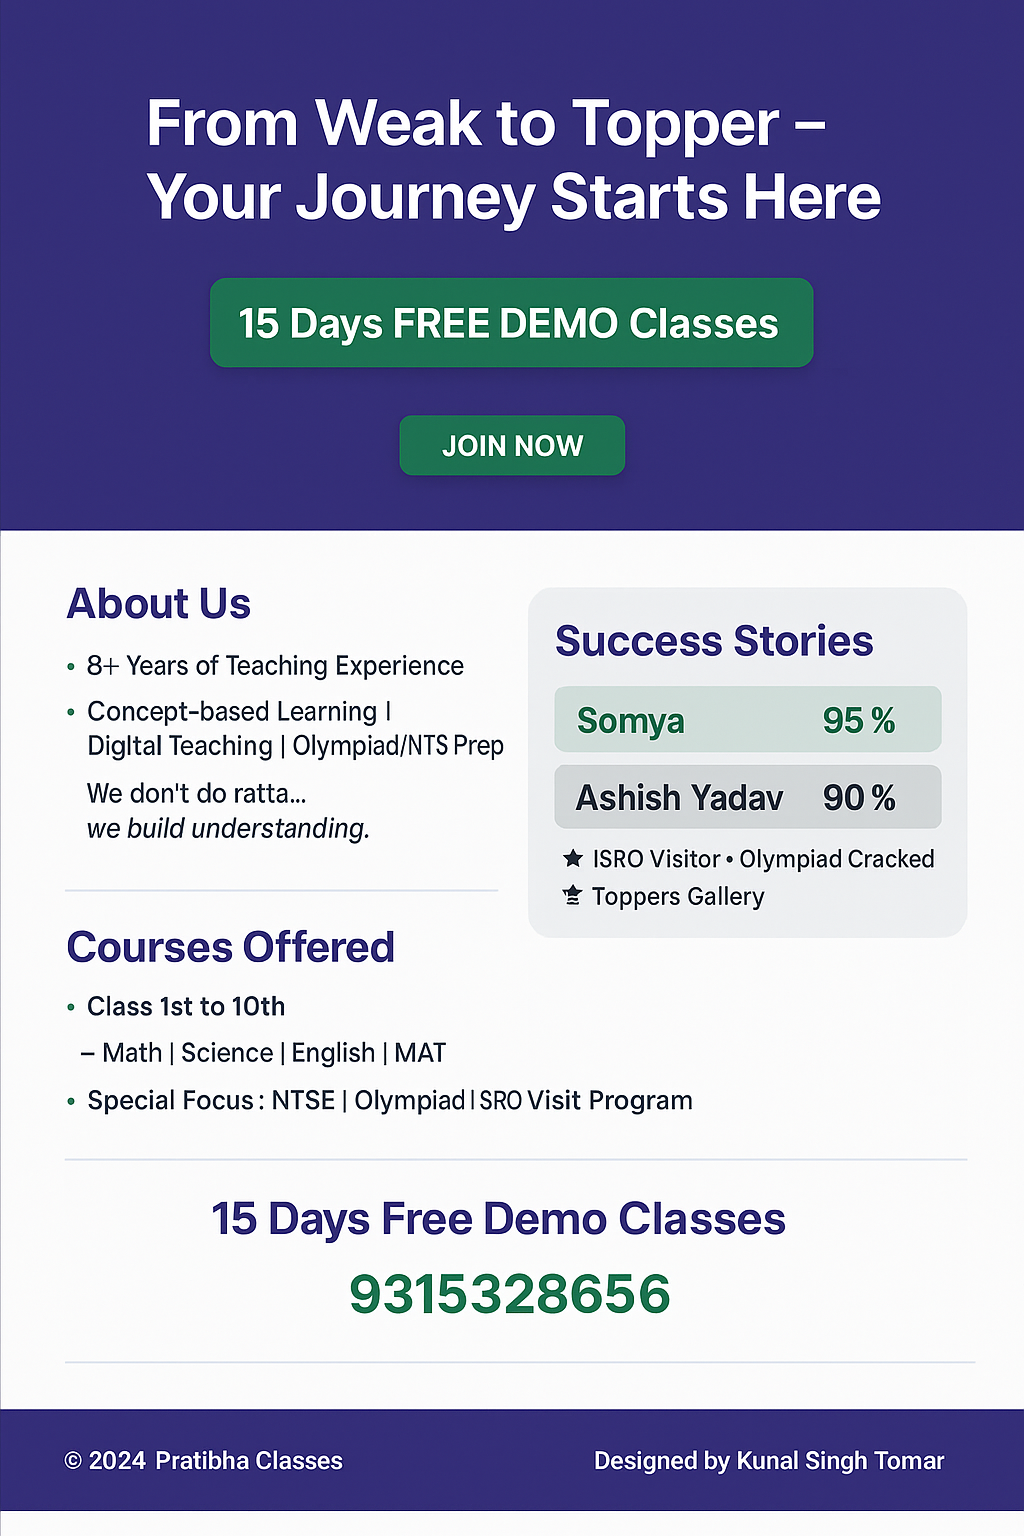 From Weak to Topper –
Your Journey Starts Here
15 Days FREE DEMO Classes
JOIN NOW
About Us
• 8+ Years of Teaching Experience
• Concept-based Learning |
DigItal Teaching | Olympiad/NTS Prep
We don't do ratta...
we build understanding.
Success Stories
Somya 95 %
Ashish Yadav 90 %
★ ISRO Visitor • Olympiad Cracked
Toppers Gallery
Courses Offered
• Class 1st to 10th
– Math | Science | English | MAT
• Special Focus : NTSE | Olympiad | SRO Visit Program
15 Days Free Demo Classes
9315328656
© 2024 Pratibha Classes
Designed by Kunal Singh Tomar